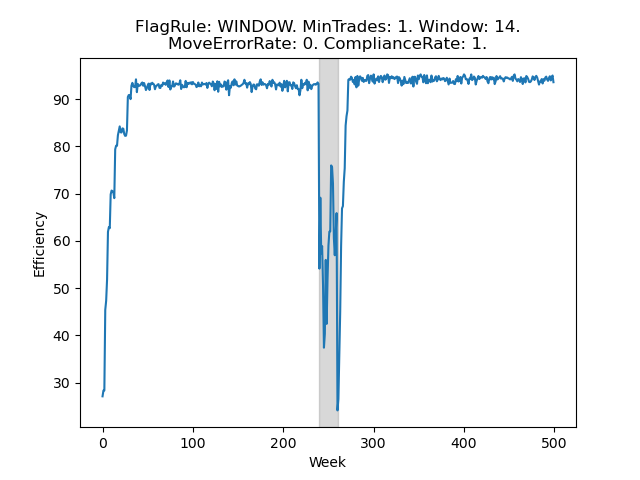 FlagRule: WINDOW. MinTrades: 1. Window: 14.
MoveErrorRate: 0. ComplianceRate: 1.
90
80
70
60
50
40
30
Efficiency
0 100 200 300 400 500
Week